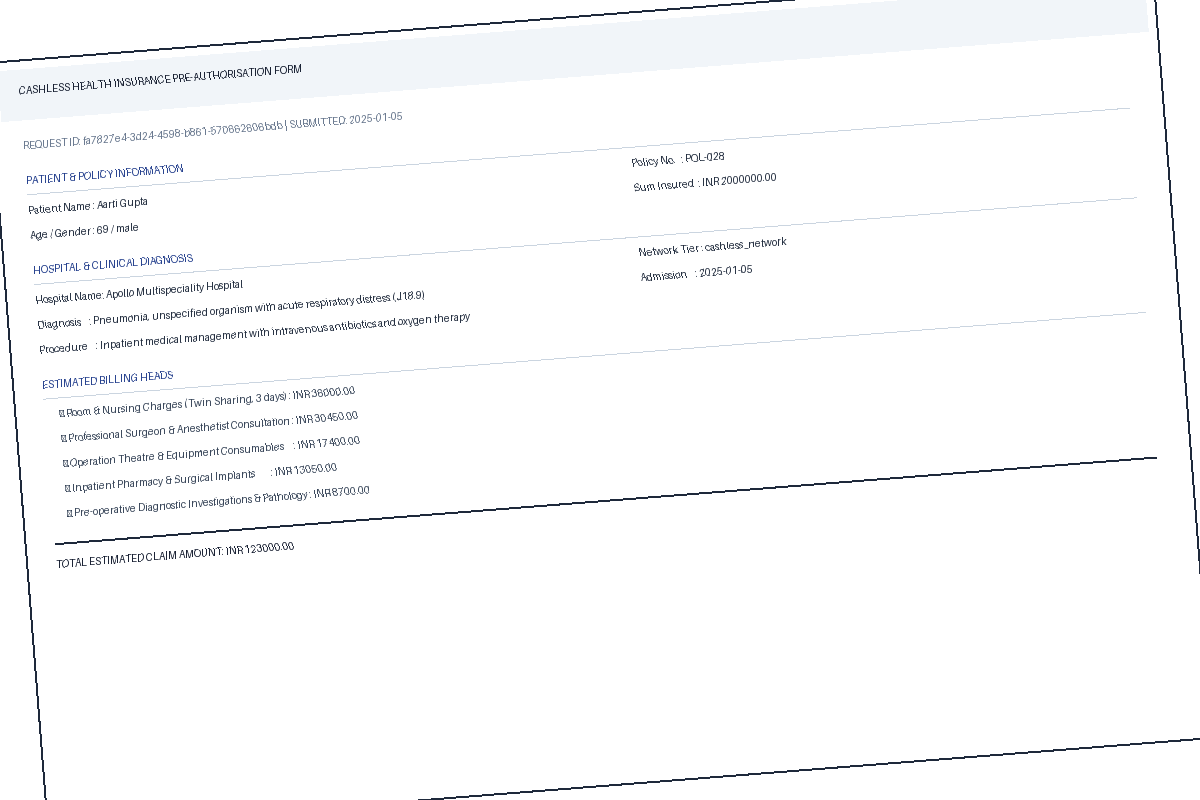 CASHLESS HEALTH INSURANCE PRE-AUTHORISATION FORM
REQUEST ID: fa7827e4-3d24-4598-b861-570662606bdb | SUBMITTED: 2025-01-05
PATIENT & POLICY INFORMATION
Patient Name : Aarti Gupta
Policy No. : POL-028
Age / Gender : 69 / male
Sum Insured : INR 2000000.00
HOSPITAL & CLINICAL DIAGNOSIS
Hospital Name: Apollo Multispeciality Hospital
Network Tier : cashless_network
Diagnosis : Pneumonia, unspecified organism with acute respiratory distress (J18.9)
Admission : 2025-01-05
Procedure : Inpatient medical management with intravenous antibiotics and oxygen therapy
ESTIMATED BILLING HEADS
Room & Nursing Charges (Twin Sharing, 3 days) : INR 36000.00
Professional Surgeon & Anesthetist Consultation : INR 30450.00
Operation Theatre & Equipment Consumables : INR 17400.00
Inpatient Pharmacy & Surgical Implants : INR 13050.00
Pre-operative Diagnostic Investigations & Pathology : INR 8700.00
TOTAL ESTIMATED CLAIM AMOUNT: INR 123000.00